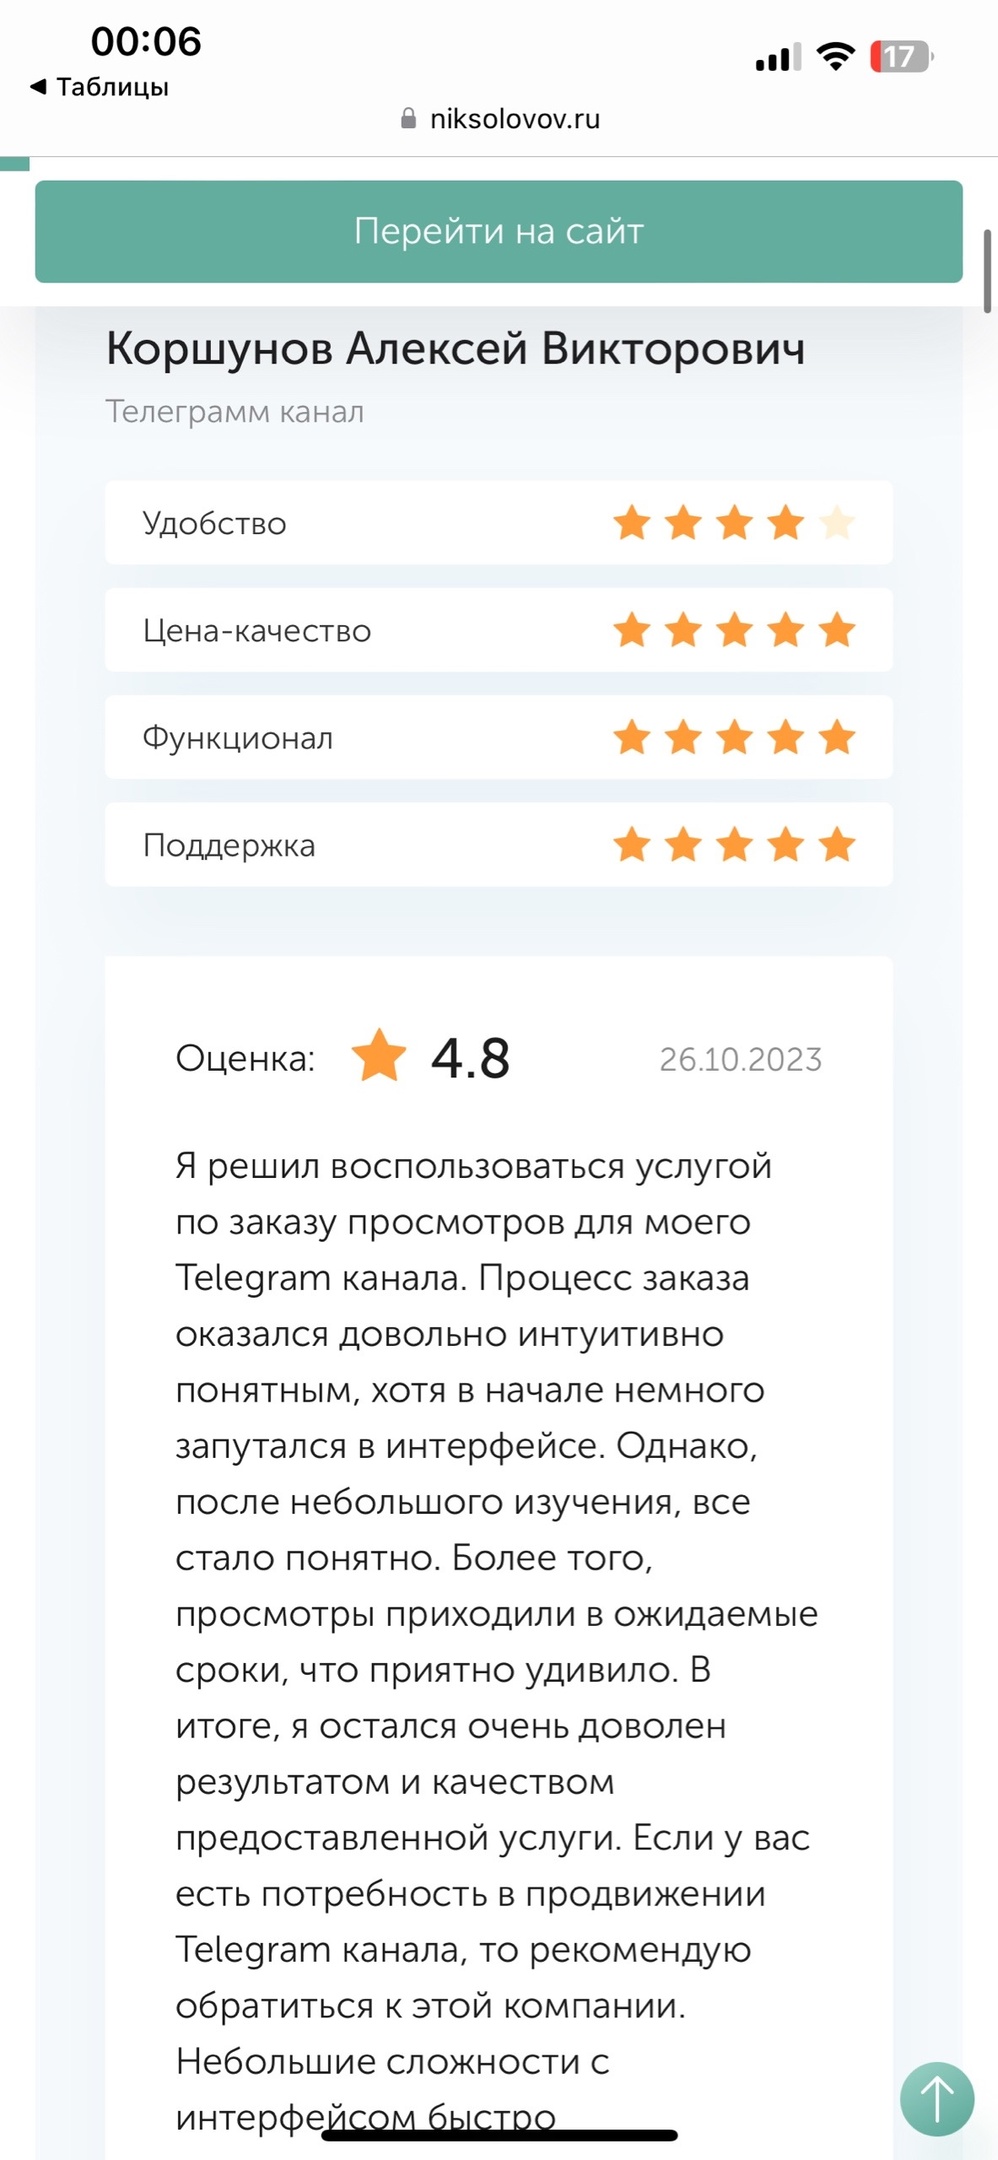 00:06
17
Таблицы
niksolovov.ru
Перейти на сайт
Коршунов Алексей Викторович
Телеграмм канал
Удобство
Цена-качество
Функционал
Поддержка
Оценка: 4.8 26.10.2023
Я решил воспользоваться услугой
по заказу просмотров для моего
Telegram канала. Процесс заказа
оказался довольно интуитивно
понятным, хотя в начале немного
запутался в интерфейсе. Однако,
после небольшого изучения, все
стало понятно. Более того,
просмотры приходили в ожидаемые
сроки, что приятно удивило. В
итоге, я остался очень доволен
результатом и качеством
предоставленной услуги. Если у вас
есть потребность в продвижении
Telegram канала, то рекомендую
обратиться к этой компании.
Небольшие сложности с
интерфейсом быстро